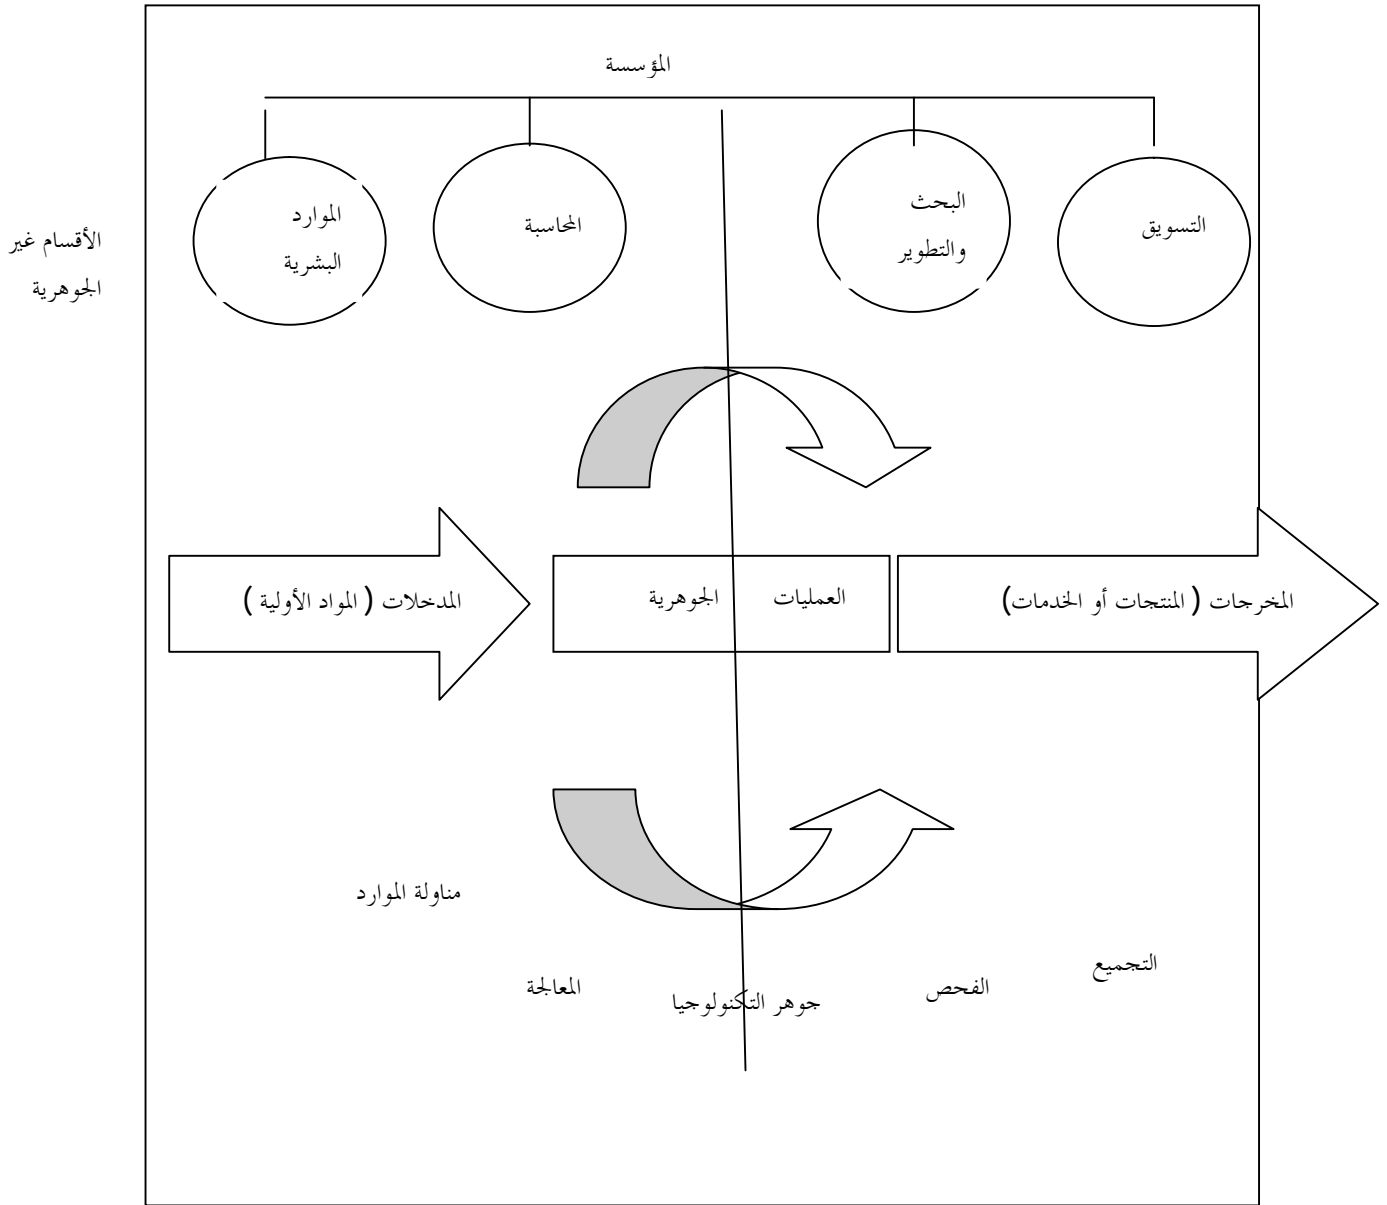 المؤسسة
التسويق
البحث
والتطوير
المحاسبة
الموارد
البشرية
الأقسام غير
الجوهرية
المدخلات ( المواد الأولية )
العمليات الجوهرية
المخرجات ( المنتجات أو الخدمات)
مناولة الموارد
المعالجة
جوهر التكنولوجيا
الفحص
التجميع